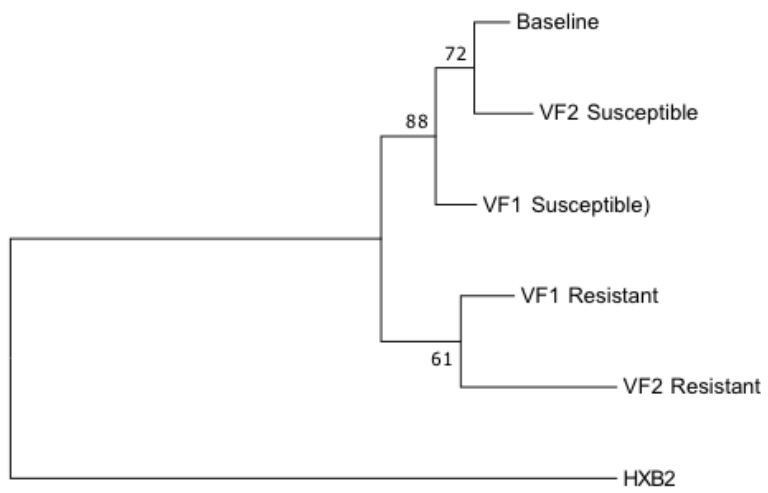 Baseline
72
VF2 Susceptible
88
VF1 Susceptible)
VF1 Resistant
61
VF2 Resistant
HXB2